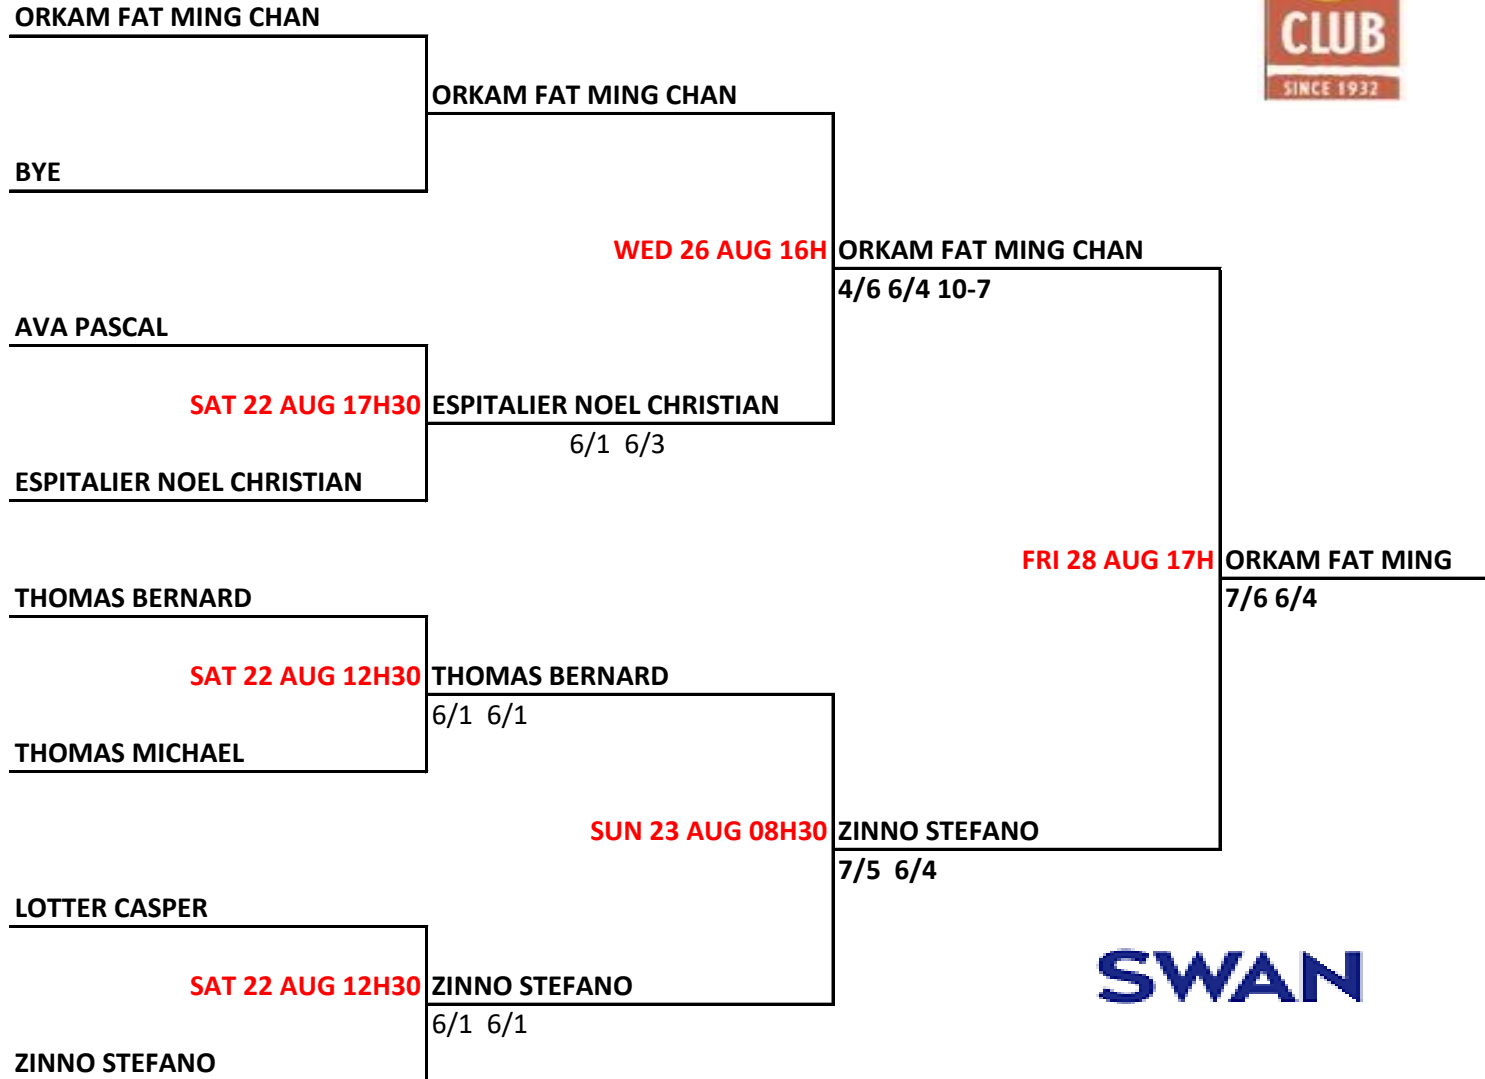 ORKAM FAT MING CHAN
CLUB
SINCE 1932
ORKAM FAT MING CHAN
BYE
WED 26 AUG 16H ORKAM FAT MING CHAN
4/6 6/4 10-7
AVA PASCAL
SAT 22 AUG 17H30 ESPITALIER NOEL CHRISTIAN
6/1 6/3
ESPITALIER NOEL CHRISTIAN
FRI 28 AUG 17H ORKAM FAT MING
7/6 6/4
THOMAS BERNARD
SAT 22 AUG 12H30 THOMAS BERNARD
6/1 6/1
THOMAS MICHAEL
SUN 23 AUG 08H30 ZINNO STEFANO
7/5 6/4
LOTTER CASPER
SWAN
SAT 22 AUG 12H30 ZINNO STEFANO
6/1 6/1
ZINNO STEFANO